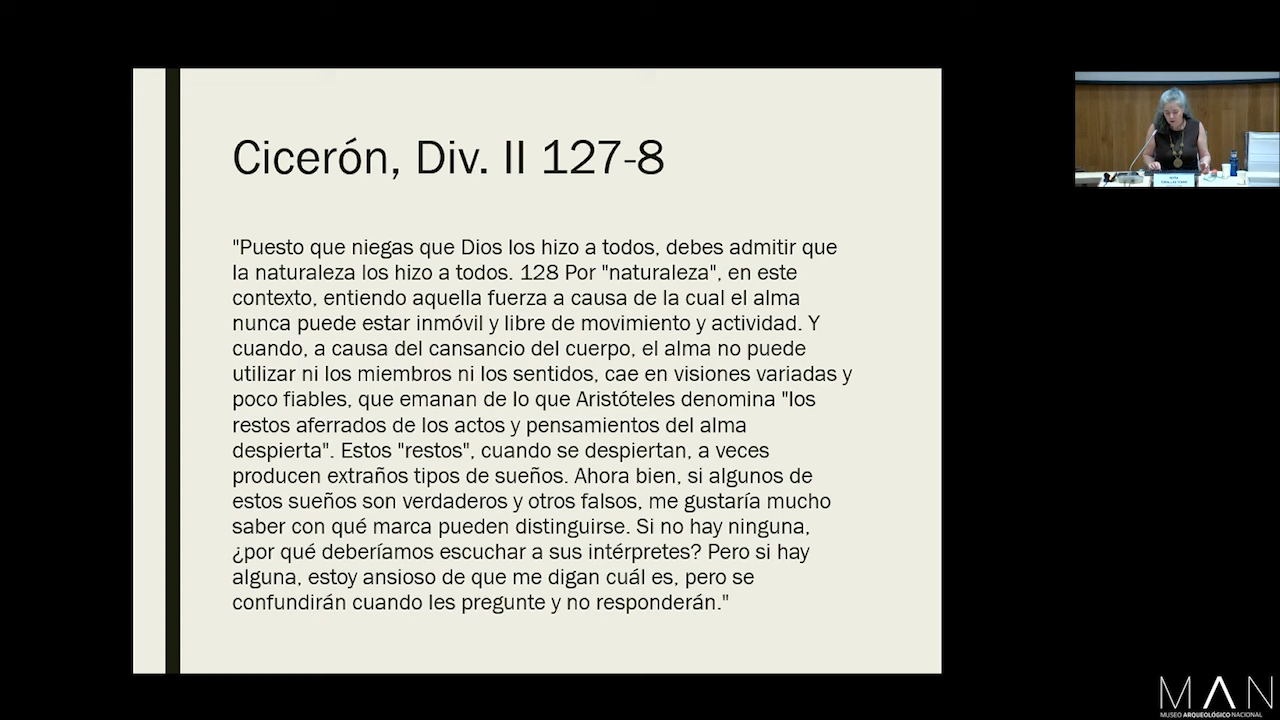 Cicerón, Div. II 127-8
"Puesto que niegas que Dios los hizo a todos, debes admitir que
la naturaleza los hizo a todos. 128 Por "naturaleza", en este
contexto, entiendo aquella fuerza a causa de la cual el alma
nunca puede estar inmóvil y libre de movimiento y actividad. Y
cuando, a causa del cansancio del cuerpo, el alma no puede
utilizar ni los miembros ni los sentidos, cae en visiones variadas y
poco fiables, que emanan de lo que Aristóteles denomina "los
restos aferrados de los actos y pensamientos del alma
despierta". Estos "restos", cuando se despiertan, a veces
producen extraños tipos de sueños. Ahora bien, si algunos de
estos sueños son verdaderos y otros falsos, me gustaría mucho
saber con qué marca pueden distinguirse. Si no hay ninguna,
¿por qué deberíamos escuchar a sus intérpretes? Pero si hay
alguna, estoy ansioso de que me digan cuál es, pero se
confundirán cuando les pregunte y no responderán."
MAN
MUSEO ARQUEOLÓGICO NACIONAL